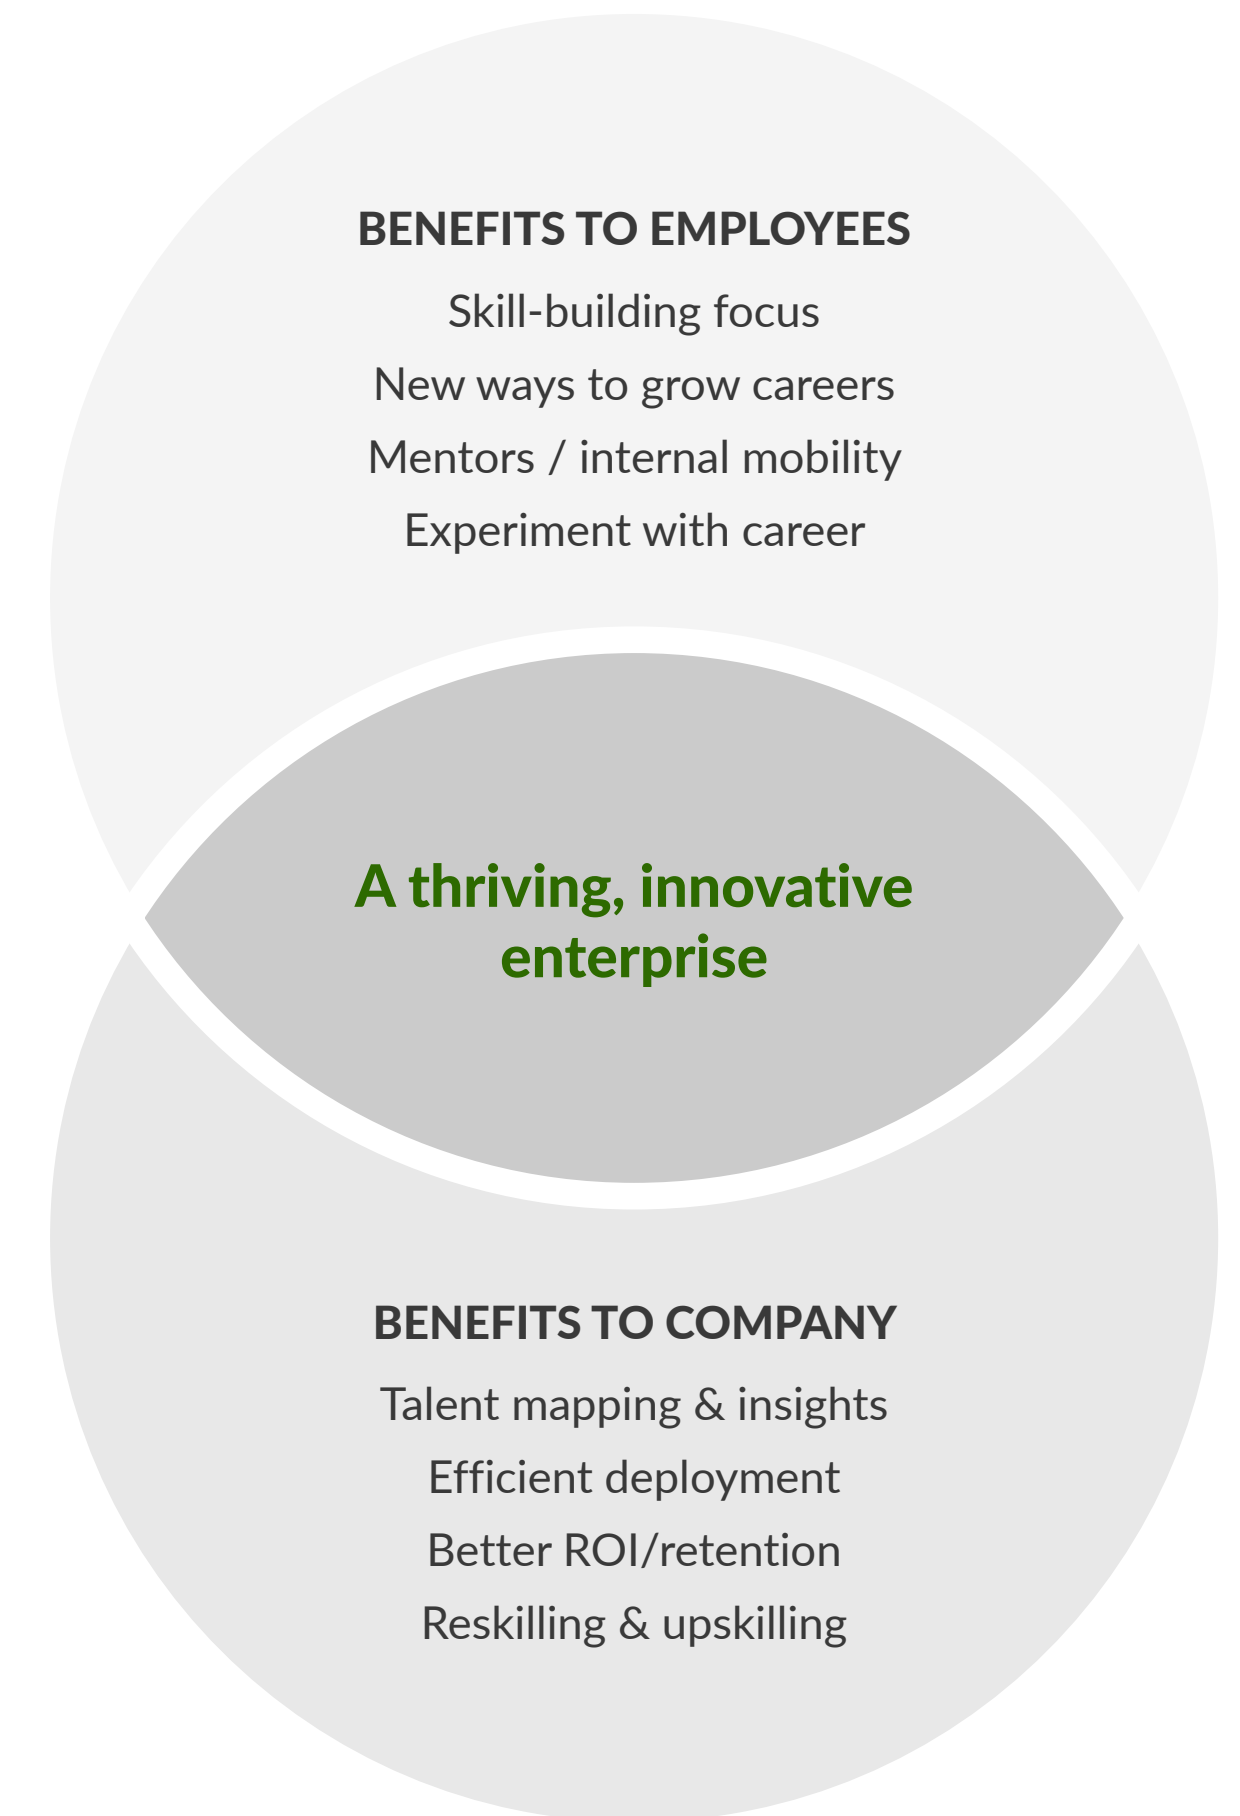 BENEFITS TO EMPLOYEES
Skill-building focus
New ways to grow careers
Mentors / internal mobility
Experiment with career
A thriving, innovative
enterprise
BENEFITS TO COMPANY
Talent mapping & insights
Efficient deployment
Better ROI/retention
Reskilling & upskilling